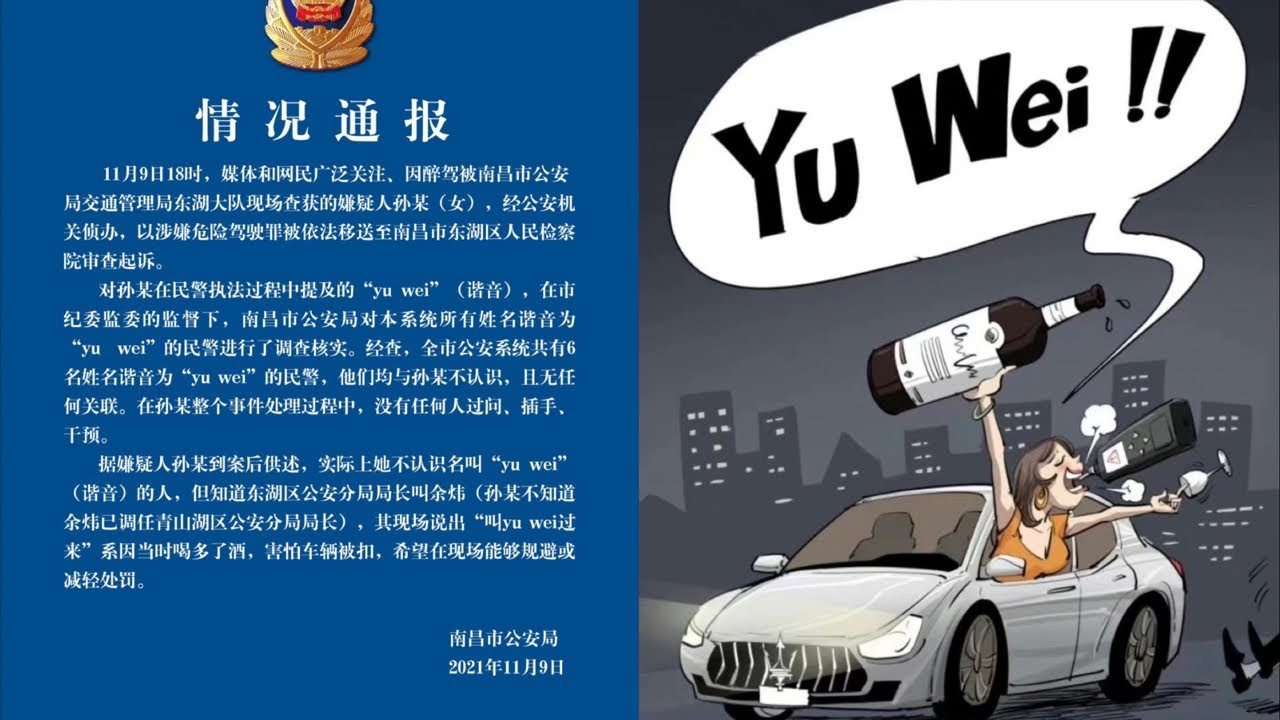 情况通报
11月9日18时，媒体和网民广泛关注、因醉驾被南昌市公安
局交通管理局东湖大队现场查获的嫌疑人孙某（女），经公安机
关侦办，以涉嫌危险驾驶罪被依法移送至南昌市东湖区人民检察
院审查起诉。
对孙某在民警执法过程中提及的“yu wei”（谐音），在市
纪委监委的监督下，南昌市公安局对本系统所有姓名谐音为
“yu wei”的民警进行了调查核实。经查，全市公安系统共有6
名姓名谐音为“yu wei”的民警，他们均与孙某不认识，且无任
何关联。在孙某整个事件处理过程中，没有任何人过问、插手、
干预。
据嫌疑人孙某到案后供述，实际上她不认识名叫“yu wei”
（谐音）的人，但知道东湖区公安分局局长叫余炜（孙某不知道
余炜已调任青山湖区公安分局局长），其现场说出“叫yu wei过
来”系因当时喝多了酒，害怕车辆被扣，希望在现场能够规避或
减轻处罚。
南昌市公安局
2021年11月9日
Yu Wei !!